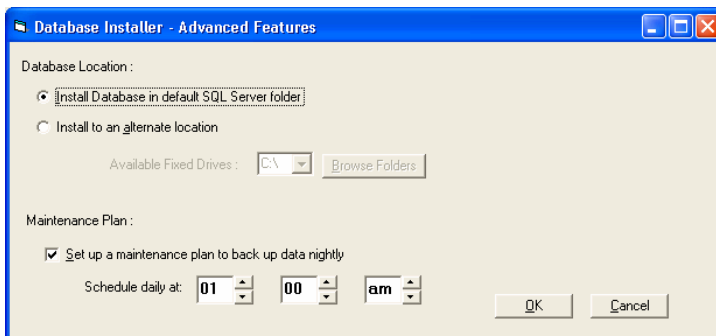 Database Installer - Advanced Features
Database Location :
Install Database in default SQL Server folder
Install to an alternate location
Available Fixed Drives : C:\ Browse Folders
Maintenance Plan :
Set up a maintenance plan to back up data nightly
Schedule daily at: 01 00 am
OK Cancel